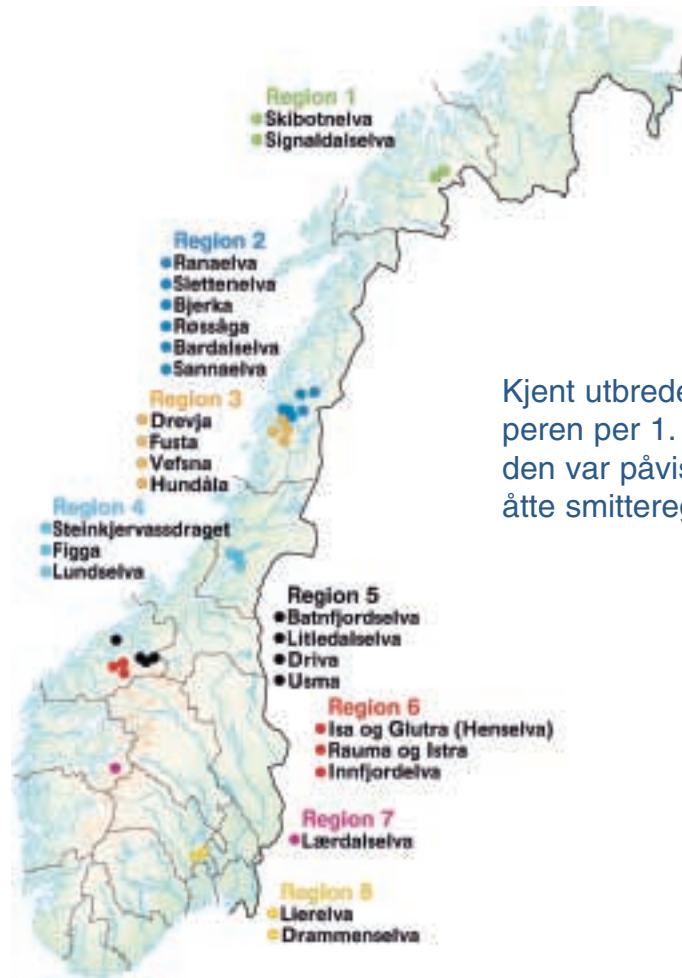 Region 1
Skibotnelva
Signaldalselva
Region 2
Ranaelva
Slettenelva
Bjerka
Røssåga
Bardalselva
Sannaelva
Region 3
Drevja
Fusta
Vefsna
Hundåla
Kjent utbrede
peren per 1.
den var påvis
åtte smittereg
Region 4
Steinkjervassdraget
Figga
Lundselva
Region 5
Batnfjordselva
Litledalselva
Driva
Usma
Region 6
Isa og Glutra (Henselva)
Rauma og Istra
Innfjordelva
Region 7
Lærdalselva
Region 8
Lierelva
Drammenselva